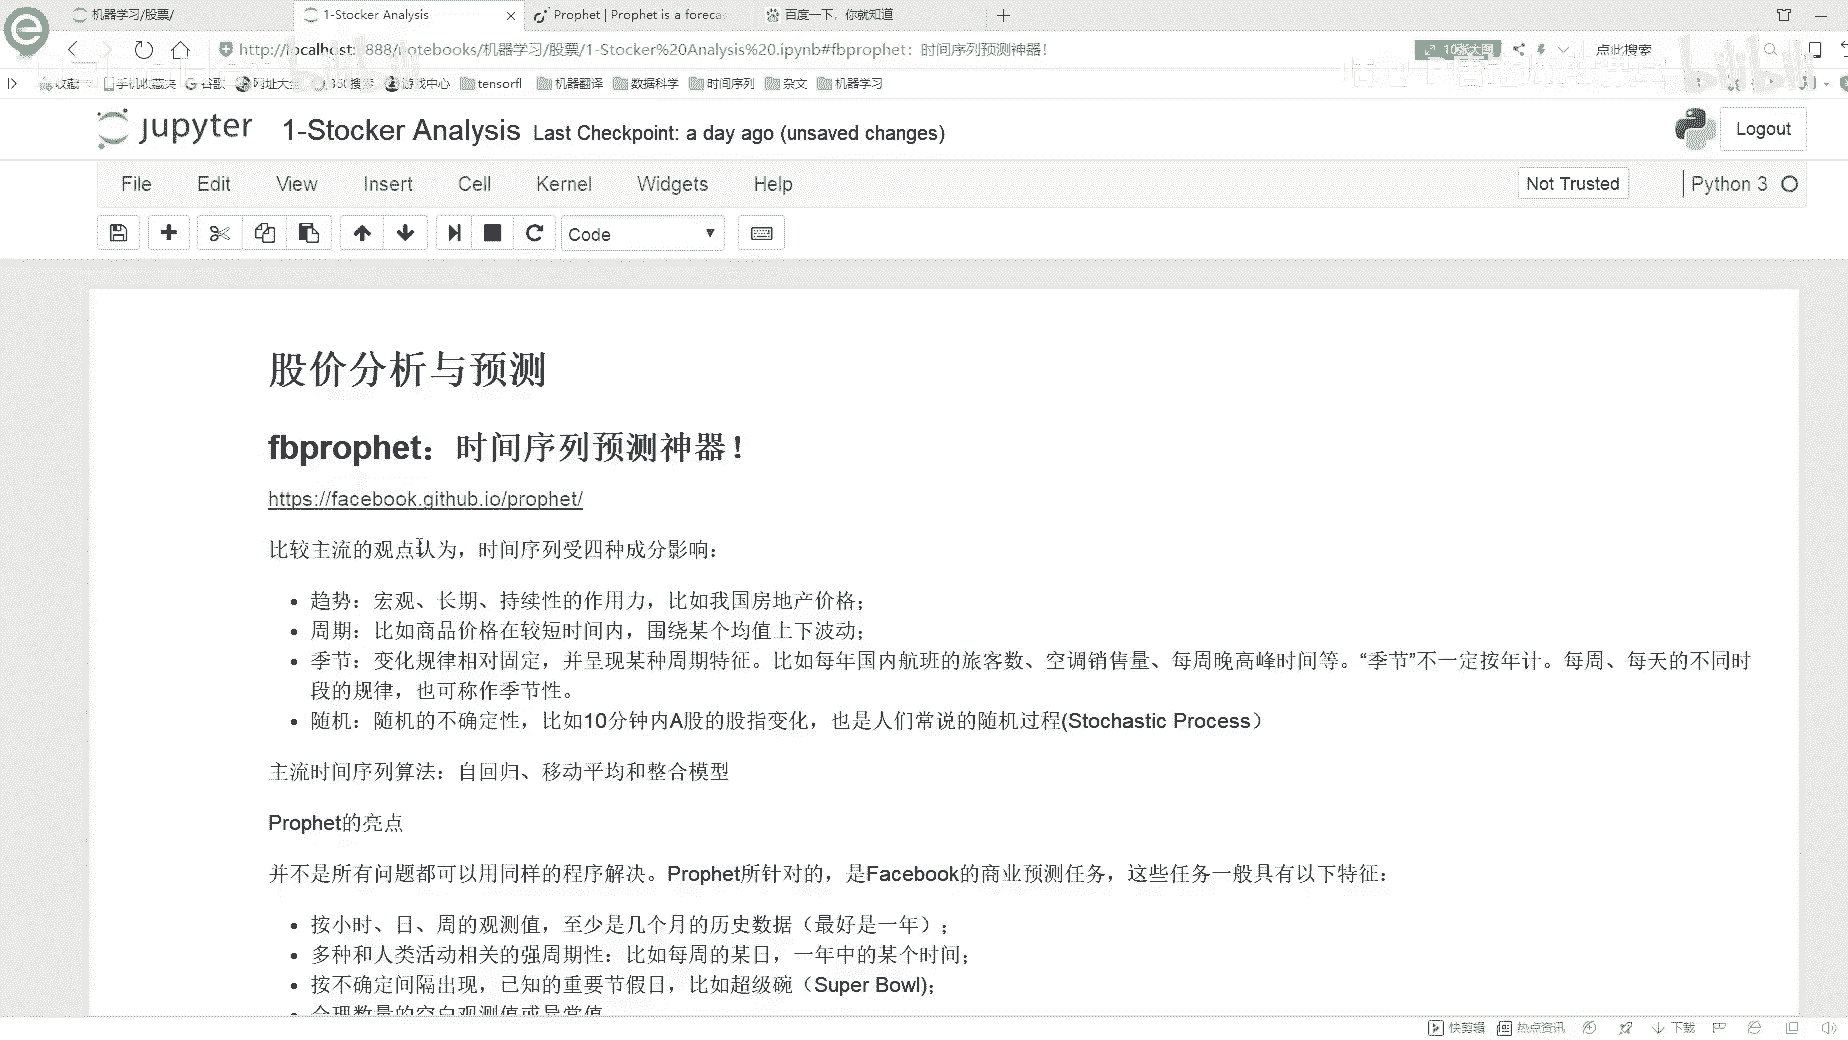 机器学习/股票/
1-Stocker Analysis
Prophet | Prophet is a foreca
百度一下，你就知道
http://localhost:8888/notebooks/机器学习/股票/1-Stocker%20Analysis%20.ipynb#fbprophet：时间序列预测神器！
10张大图
点此搜索
收藏
手机收藏夹
谷歌
网址大全
360搜索
游戏中心
tensorfl
机器翻译
数据科学
时间序列
杂文
机器学习
jupyter
1-Stocker Analysis
Last Checkpoint: a day ago (unsaved changes)
Logout
File Edit View Insert Cell Kernel Widgets Help
Not Trusted
Python 3
Code
股价分析与预测
fbprophet：时间序列预测神器！
https://facebook.github.io/prophet/
比较主流的观点认为，时间序列受四种成分影响：
趋势：宏观、长期、持续性的作用力，比如我国房地产价格；
周期：比如商品价格在较短时间内，围绕某个均值上下波动；
季节：变化规律相对固定，并呈现某种周期特征。比如每年国内航班的旅客数、空调销售量、每周晚高峰时间等。“季节”不一定按年计。每周、每天的不同时
段的规律，也可称作季节性。
随机：随机的不确定性，比如10分钟内A股的股指变化，也是人们常说的随机过程(Stochastic Process）
主流时间序列算法：自回归、移动平均和整合模型
Prophet的亮点
并不是所有问题都可以用同样的程序解决。Prophet所针对的，是Facebook的商业预测任务，这些任务一般具有以下特征：
按小时、日、周的观测值，至少是几个月的历史数据（最好是一年）；
多种和人类活动相关的强周期性：比如每周的某日，一年中的某个时间；
按不确定间隔出现，已知的重要节假日，比如超级碗（Super Bowl)；
合理数量的空白观测值或异常值
快剪辑
热点资讯
下载